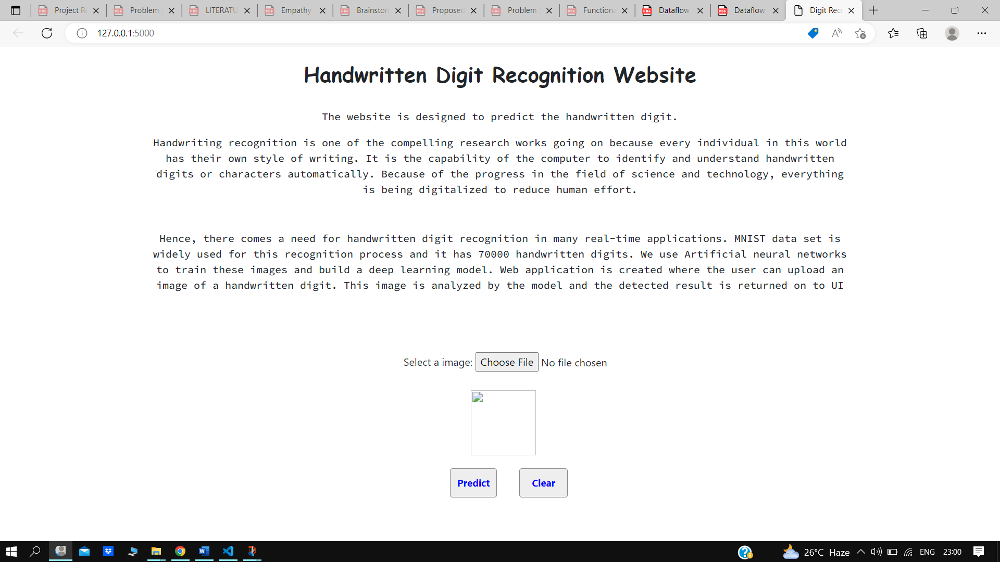 Project Re
Problem S
LITERATU
Empathy
Brainstorm
Proposed
Problem S
Functiona
Dataflow
Dataflow
Digit Reco
127.0.0.1:5000
Handwritten Digit Recognition Website
The website is designed to predict the handwritten digit.
Handwriting recognition is one of the compelling research works going on because every individual in this world
has their own style of writing. It is the capability of the computer to identify and understand handwritten
digits or characters automatically. Because of the progress in the field of science and technology, everything
is being digitalized to reduce human effort.
Hence, there comes a need for handwritten digit recognition in many real-time applications. MNIST data set is
widely used for this recognition process and it has 70000 handwritten digits. We use Artificial neural networks
to train these images and build a deep learning model. Web application is created where the user can upload an
image of a handwritten digit. This image is analyzed by the model and the detected result is returned on to UI
Select a image: Choose File No file chosen
Predict Clear
26°C Haze ENG 23:00